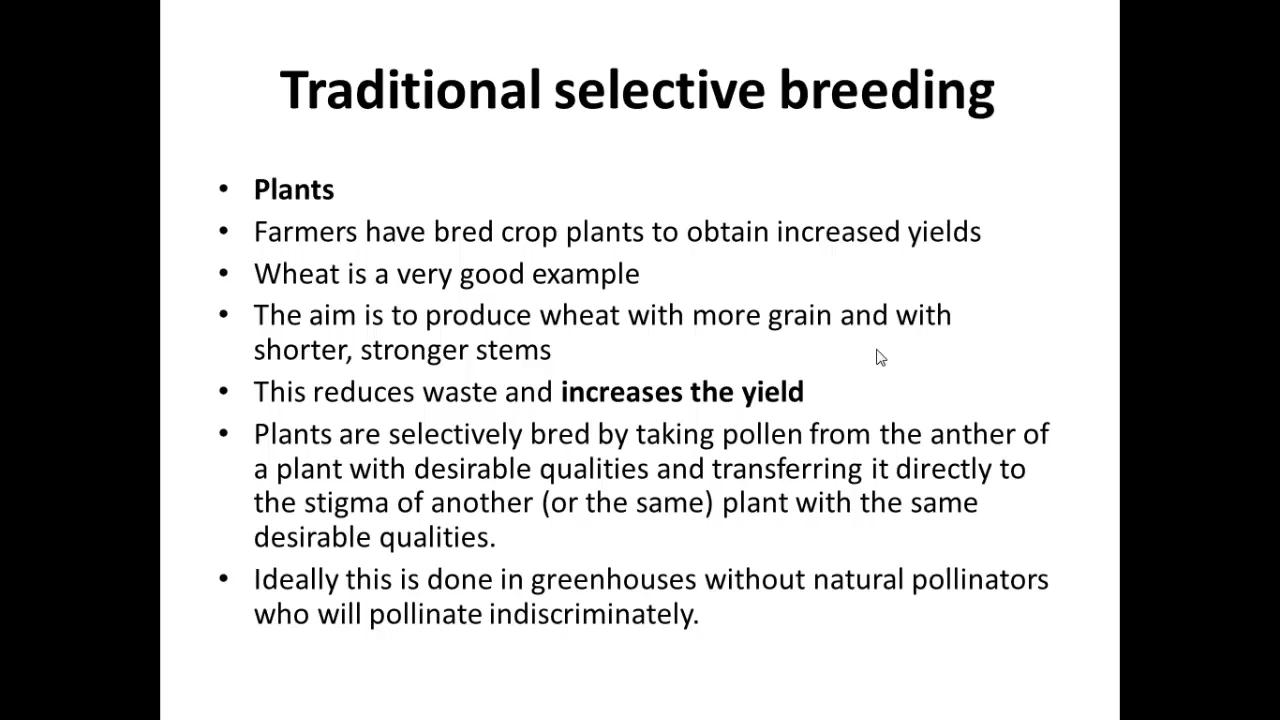 Traditional selective breeding
• Plants
• Farmers have bred crop plants to obtain increased yields
• Wheat is a very good example
• The aim is to produce wheat with more grain and with
shorter, stronger stems
• This reduces waste and increases the yield
• Plants are selectively bred by taking pollen from the anther of
a plant with desirable qualities and transferring it directly to
the stigma of another (or the same) plant with the same
desirable qualities.
• Ideally this is done in greenhouses without natural pollinators
who will pollinate indiscriminately.